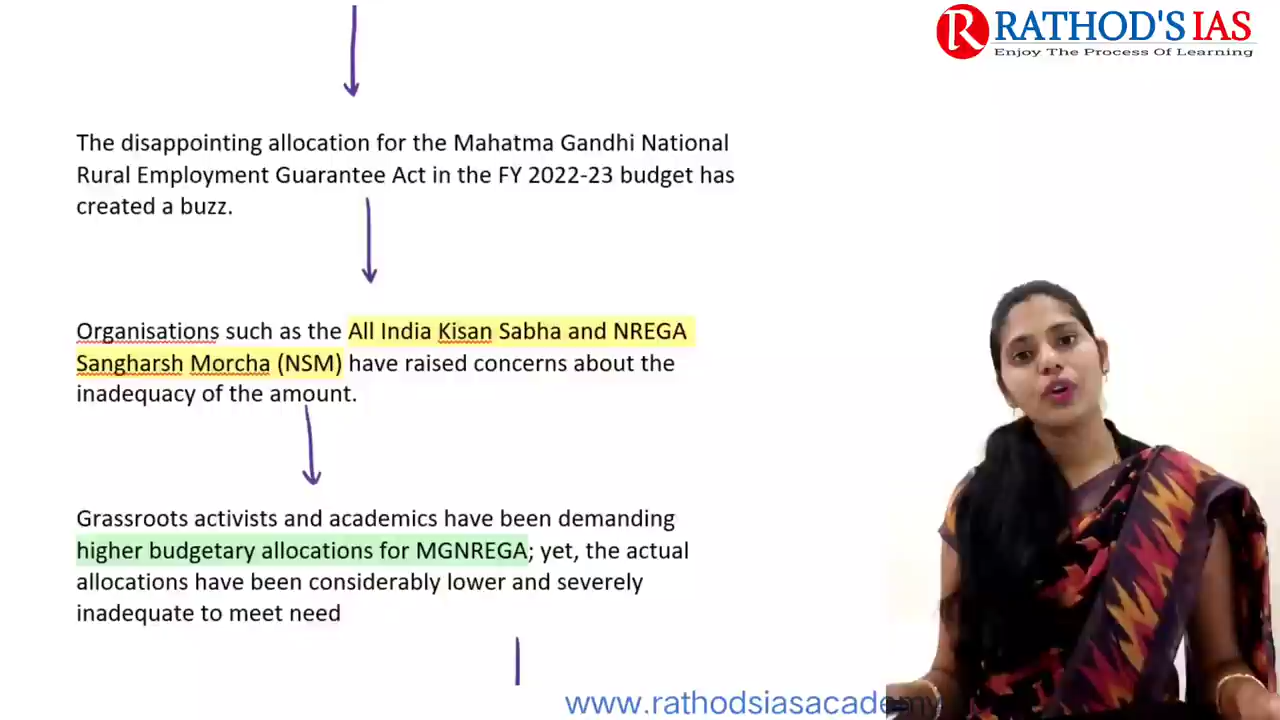 RATHOD'S IAS
Enjoy The Process Of Learning
The disappointing allocation for the Mahatma Gandhi National
Rural Employment Guarantee Act in the FY 2022-23 budget has
created a buzz.
Organisations such as the All India Kisan Sabha and NREGA
Sangharsh Morcha (NSM) have raised concerns about the
inadequacy of the amount.
Grassroots activists and academics have been demanding
higher budgetary allocations for MGNREGA; yet, the actual
allocations have been considerably lower and severely
inadequate to meet need
www.rathodsiasacademy